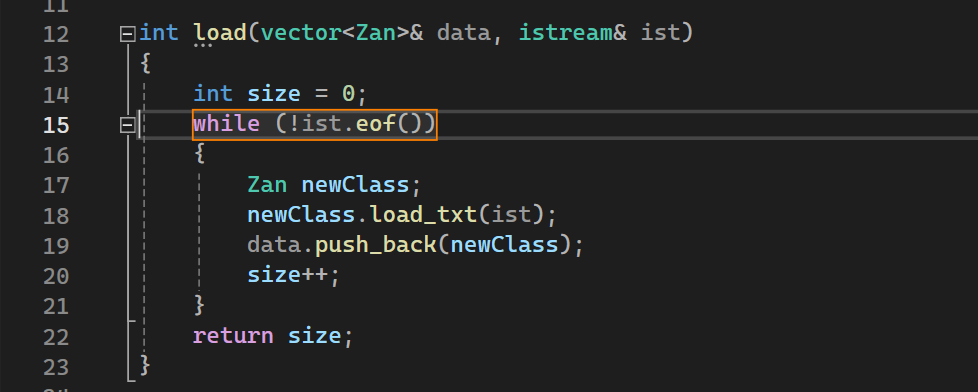 11
12 int load(vector<Zan>& data, istream& ist)
13 {
14 int size = 0;
15 while (!ist.eof())
16 {
17 Zan newClass;
18 newClass.load_txt(ist);
19 data.push_back(newClass);
20 size++;
21 }
22 return size;
23 }